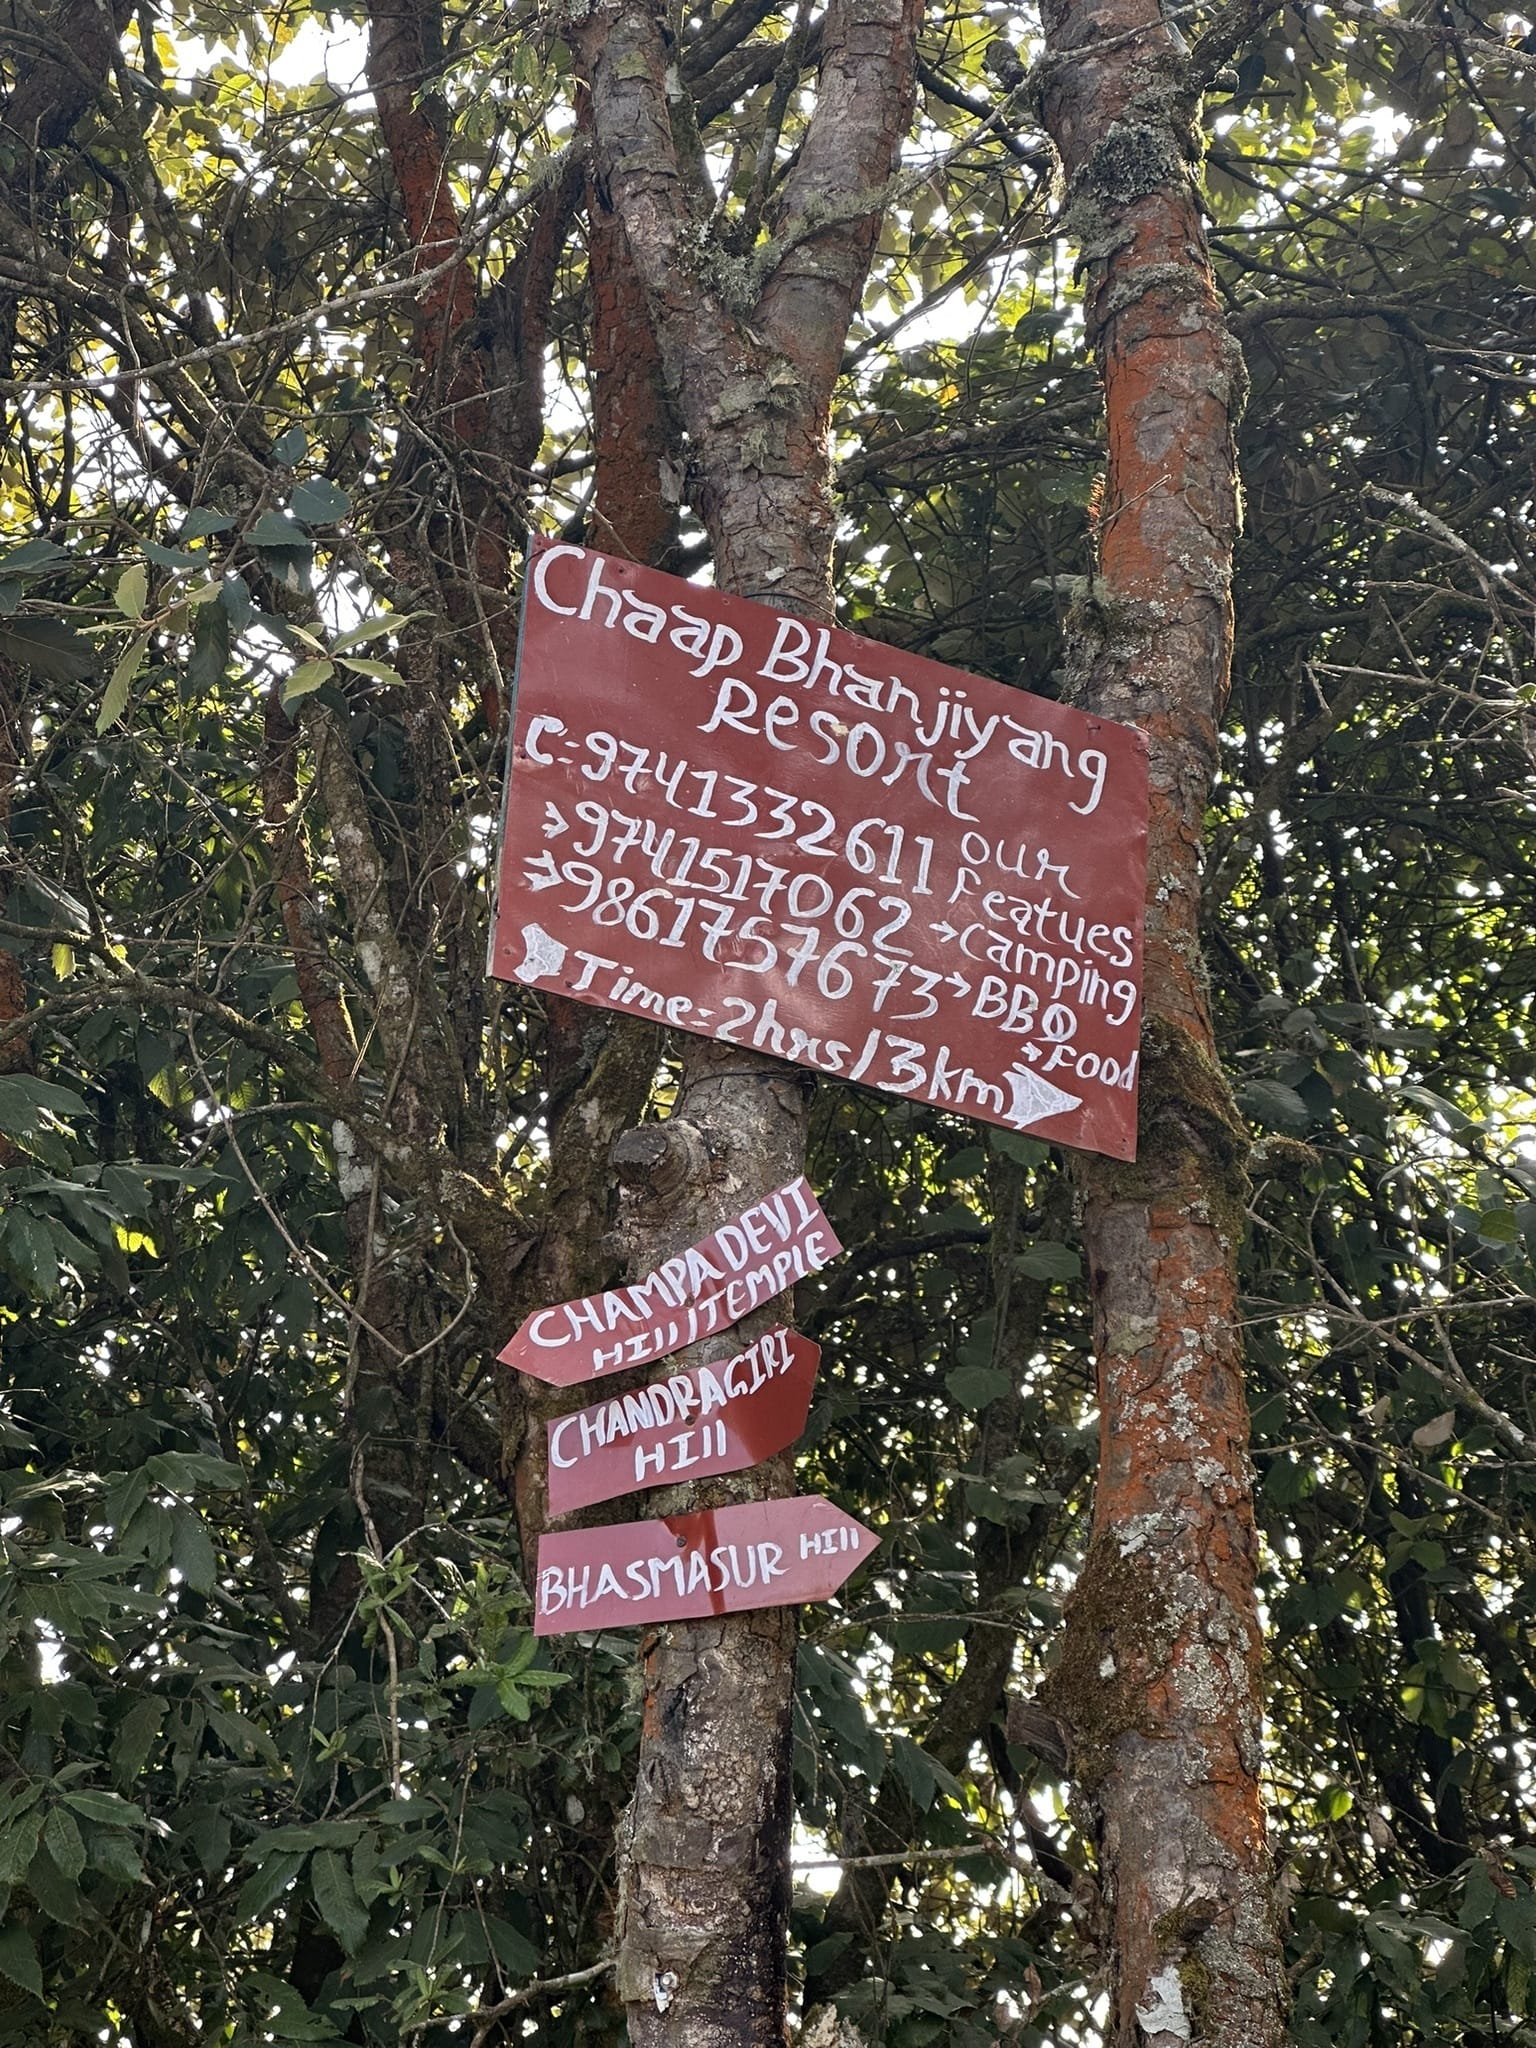 Chaap Bhanjiyang
Resort
C:-9741332611
→9741517062
→9861757673
our
featues
→camping
→BBQ
→Food
Time:-2hrs/3km
CHAMPA DEVI
HIll/TEMPlE
CHANDRAGIRI
HIll
BHASMASUR HIll